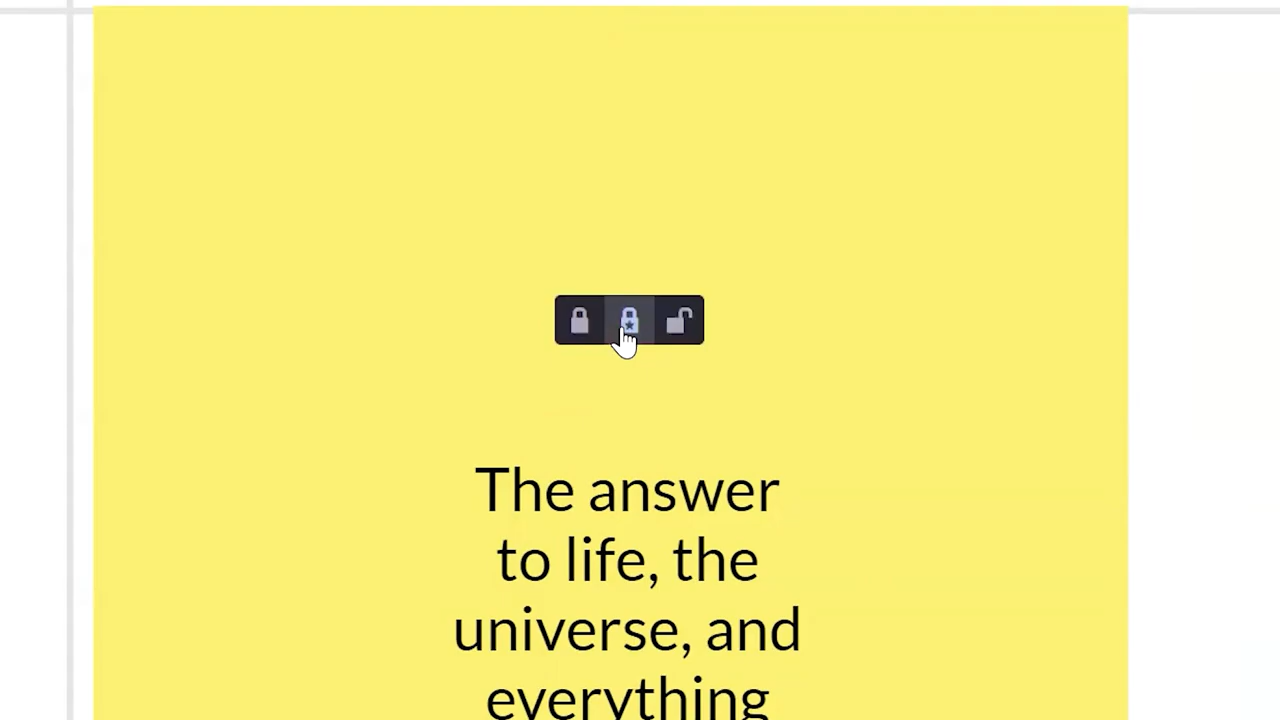 The answer
to life, the
universe, and
everything